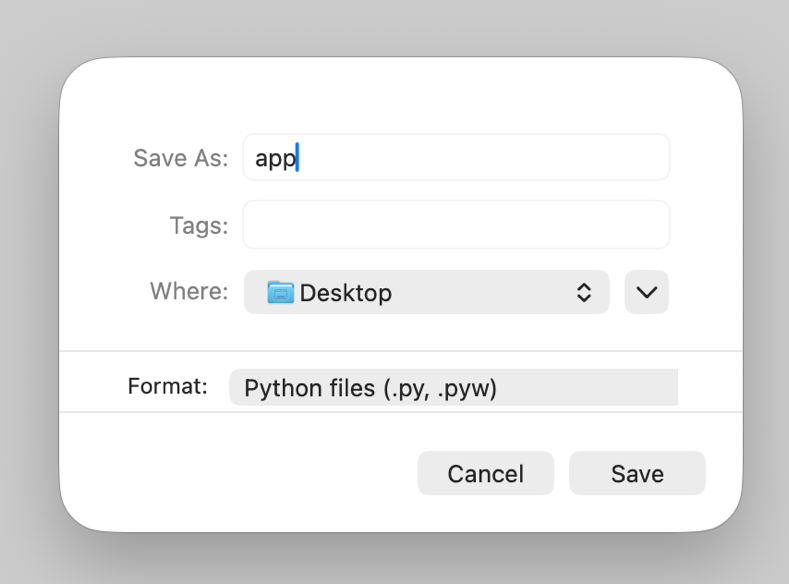 Save As: app
Tags:
Where: Desktop
Format: Python files (.py, .pyw)
Cancel Save